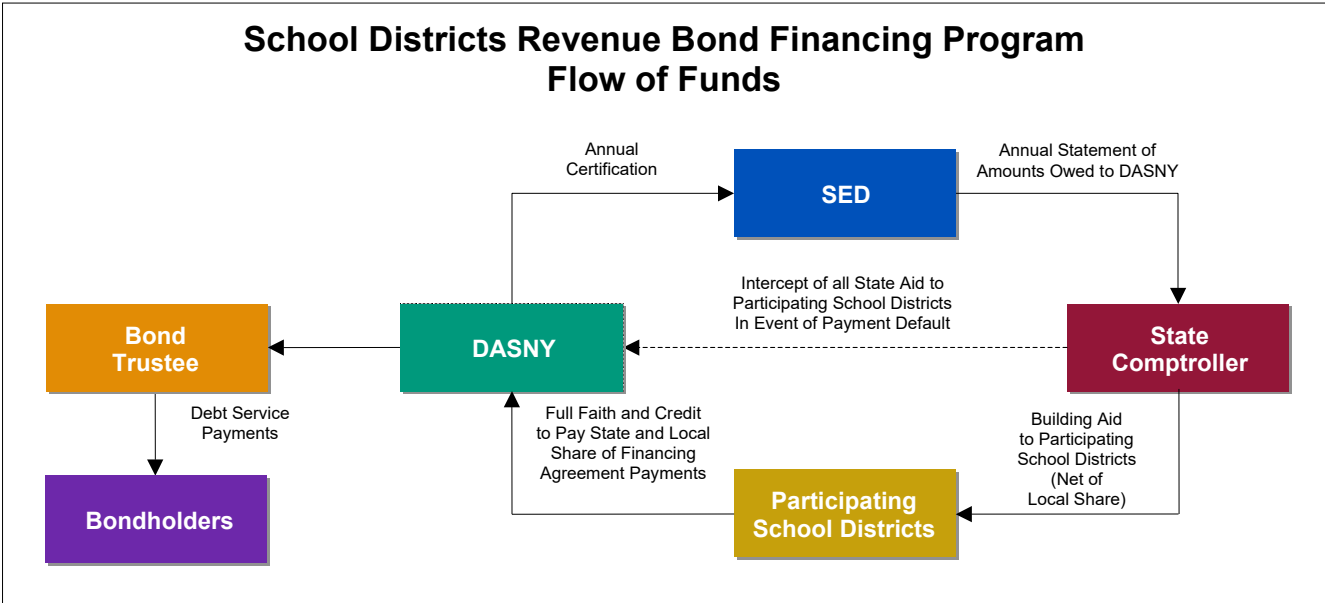 School Districts Revenue Bond Financing Program
Flow of Funds
Annual
Certification
SED
Annual Statement of
Amounts Owed to DASNY
Intercept of all State Aid to
Participating School Districts
In Event of Payment Default
Bond
Trustee
DASNY
State
Comptroller
Debt Service
Payments
Full Faith and Credit
to Pay State and Local
Share of Financing
Agreement Payments
Building Aid
to Participating
School Districts
(Net of
Local Share)
Bondholders
Participating
School Districts